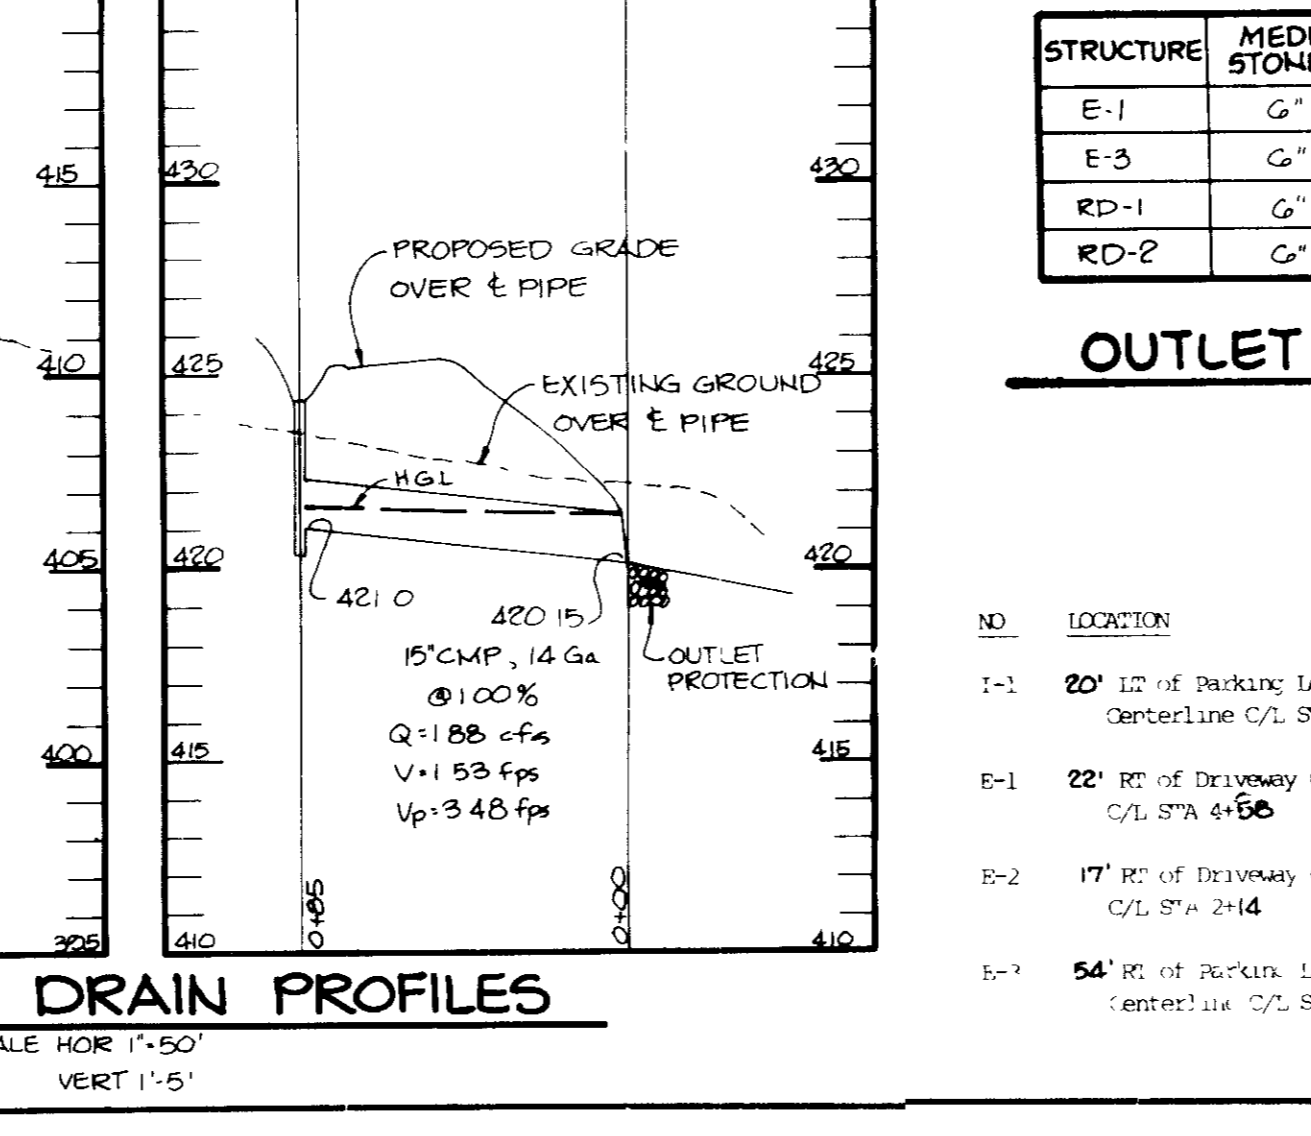 415
410
405
400
395
430
425
420
415
410
PROPOSED GRADE
OVER ℄ PIPE
EXISTING GROUND
OVER ℄ PIPE
HGL
421 0
420 15
15"CMP, 14 Ga
@ 1 00%
Q=1 88 cfs
V=1 53 fps
Vp=3 48 fps
OUTLET
PROTECTION
0+85
0+00
430
425
420
415
410
DRAIN PROFILES
ALE HOR 1"=50'
VERT 1'-5'
STRUCTURE
E-1 6"
E-3 6"
RD-1 6"
RD-2 6"
OUTLET
NO LOCATION
I-1 20' LT of Parking
Centerline C/L
E-1 22' RT of Driveway
C/L STA 4+58
E-2 17' RT of Driveway
C/L STA 2+14
E-3 54' RT of Parking
Centerline C/L